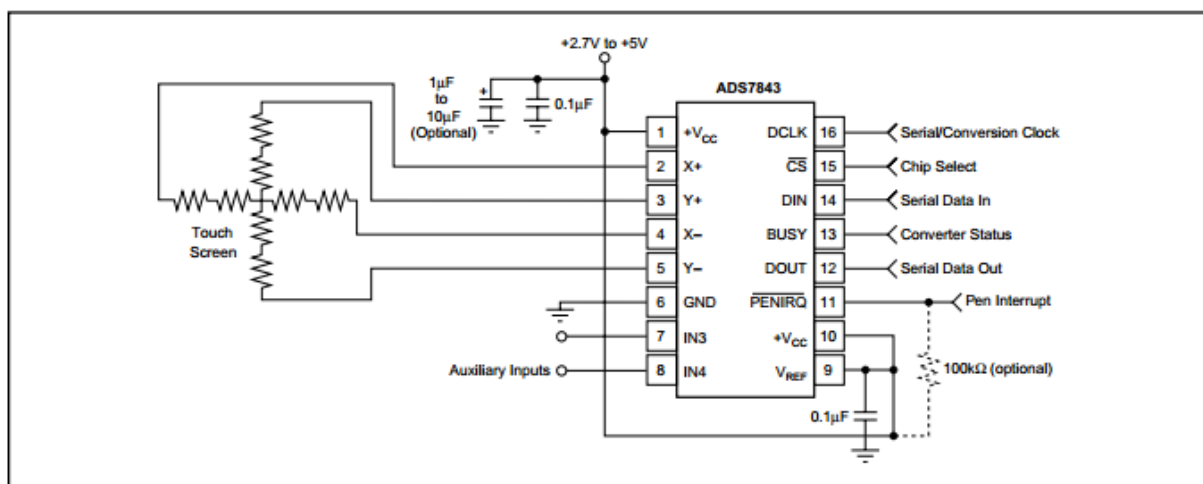 +2.7V to +5V
1µF
to
10µF
(Optional)
0.1µF
ADS7843
1 +VCC DCLK 16 Serial/Conversion Clock
2 X+ CS 15 Chip Select
3 Y+ DIN 14 Serial Data In
4 X– BUSY 13 Converter Status
5 Y– DOUT 12 Serial Data Out
6 GND PENIRQ 11 Pen Interrupt
7 IN3 +VCC 10
Auxiliary Inputs 8 IN4 VREF 9
100kΩ (optional)
0.1µF
Touch
Screen
+